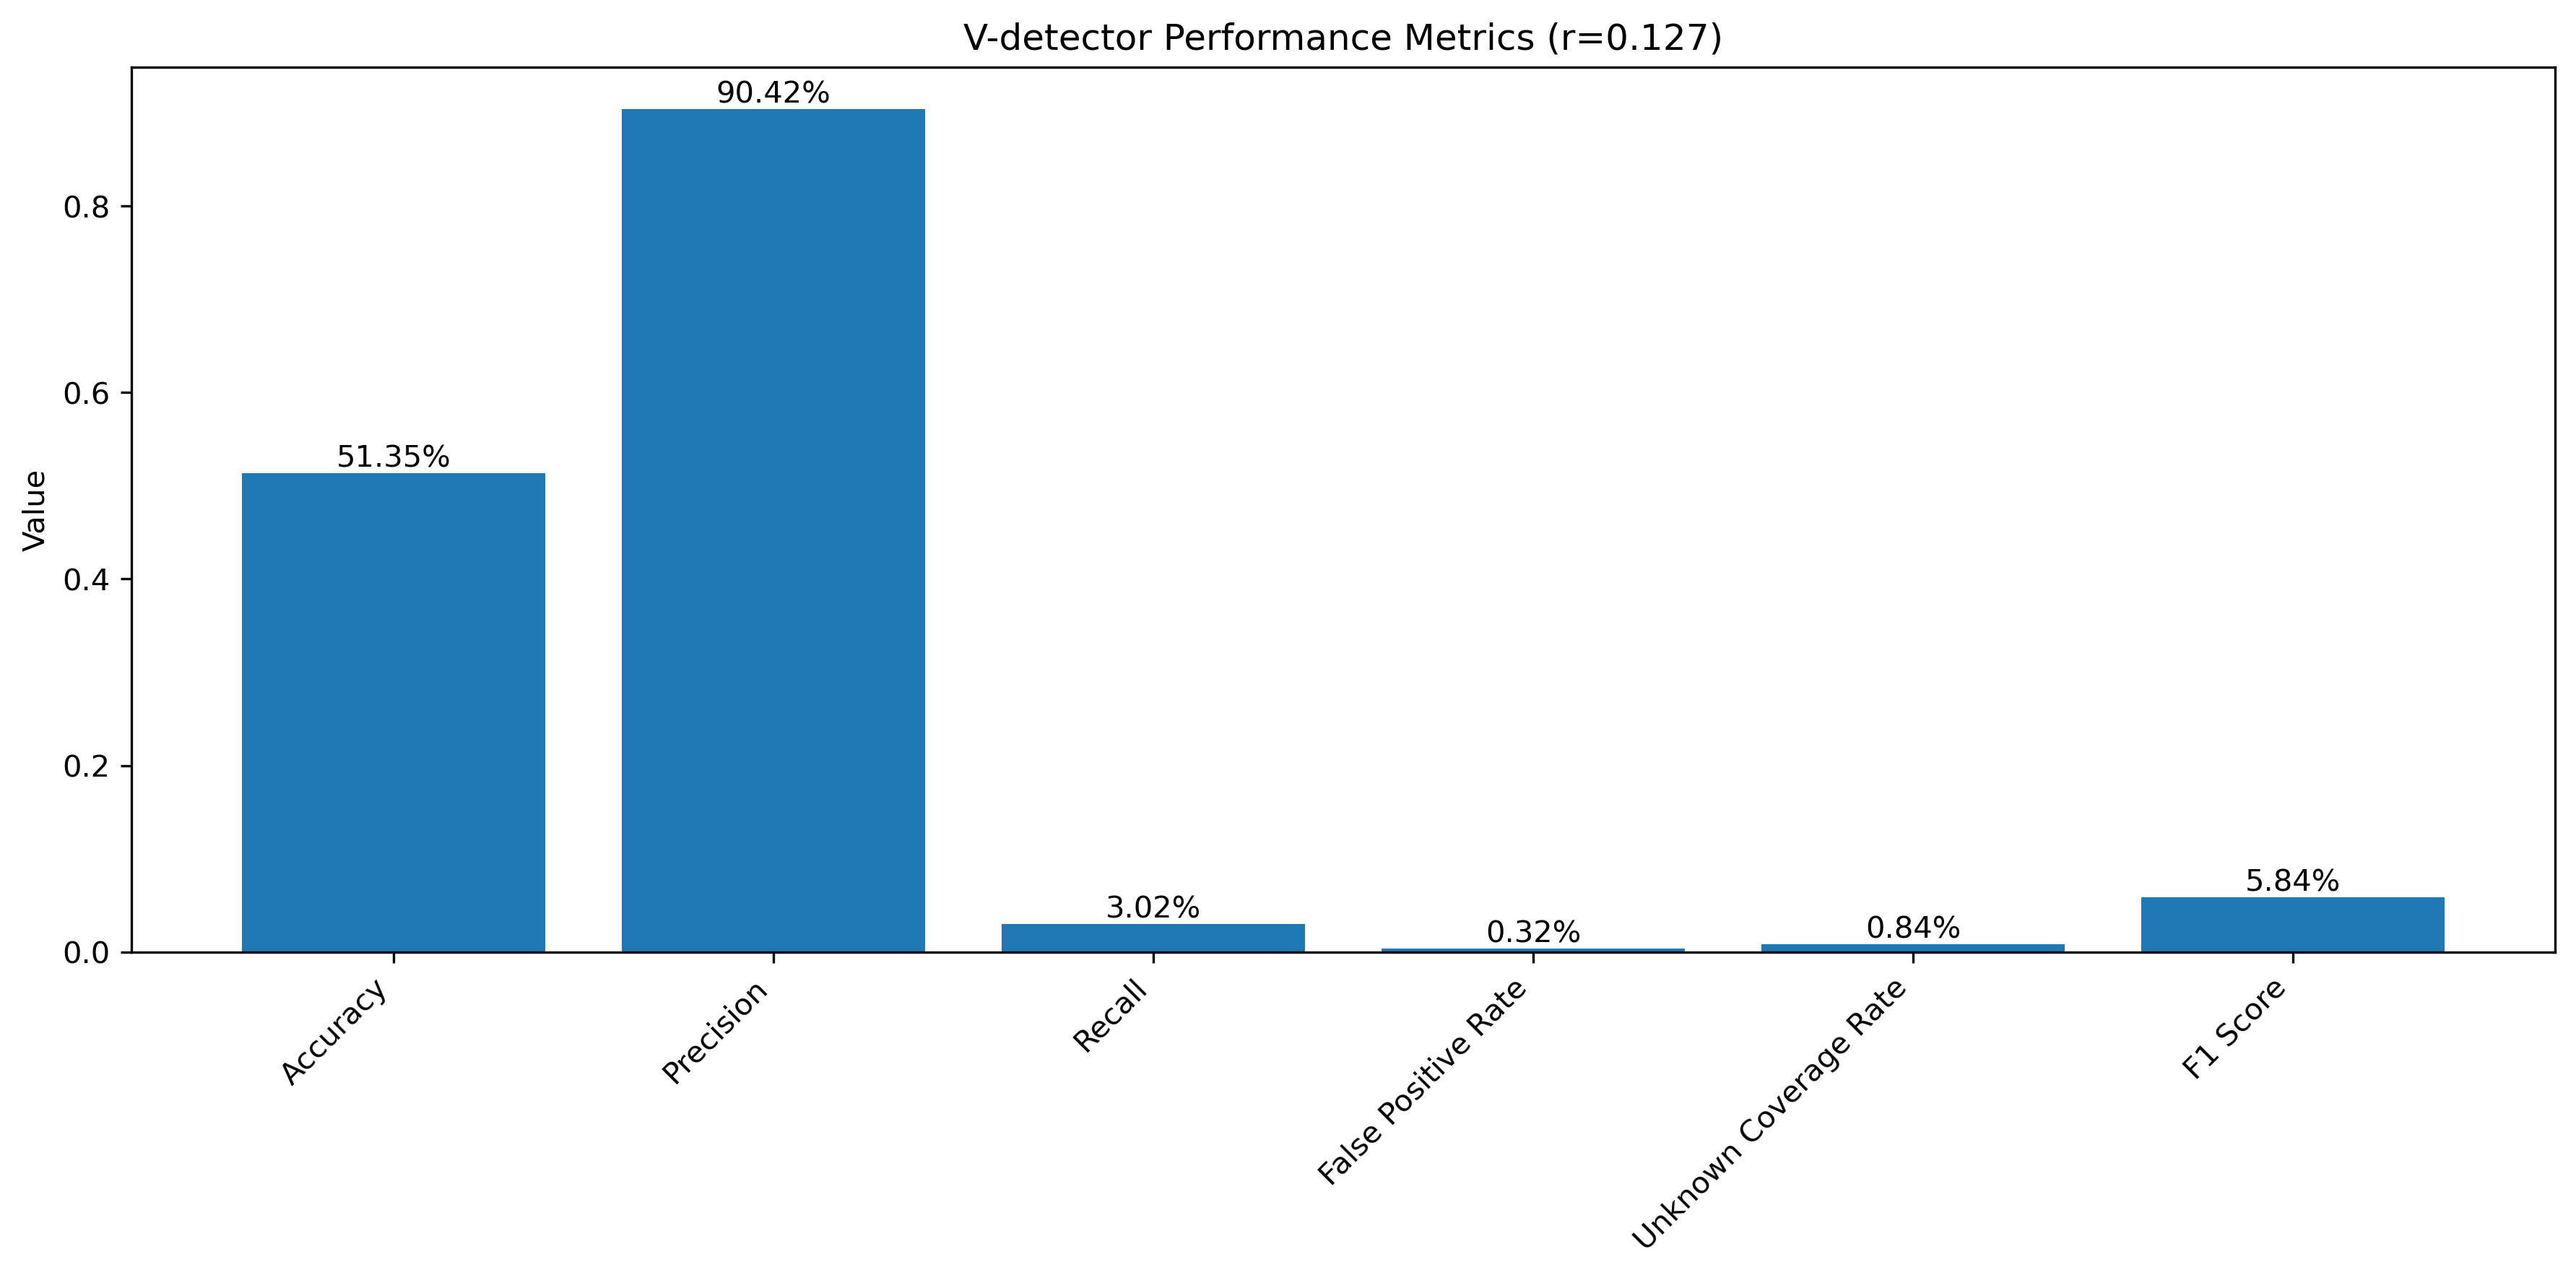 V-detector Performance Metrics (r=0.127)
Value
0.8
0.6
0.4
0.2
0.0
51.35%
90.42%
3.02%
0.32%
0.84%
5.84%
Accuracy
Precision
Recall
False Positive Rate
Unknown Coverage Rate
F1 Score